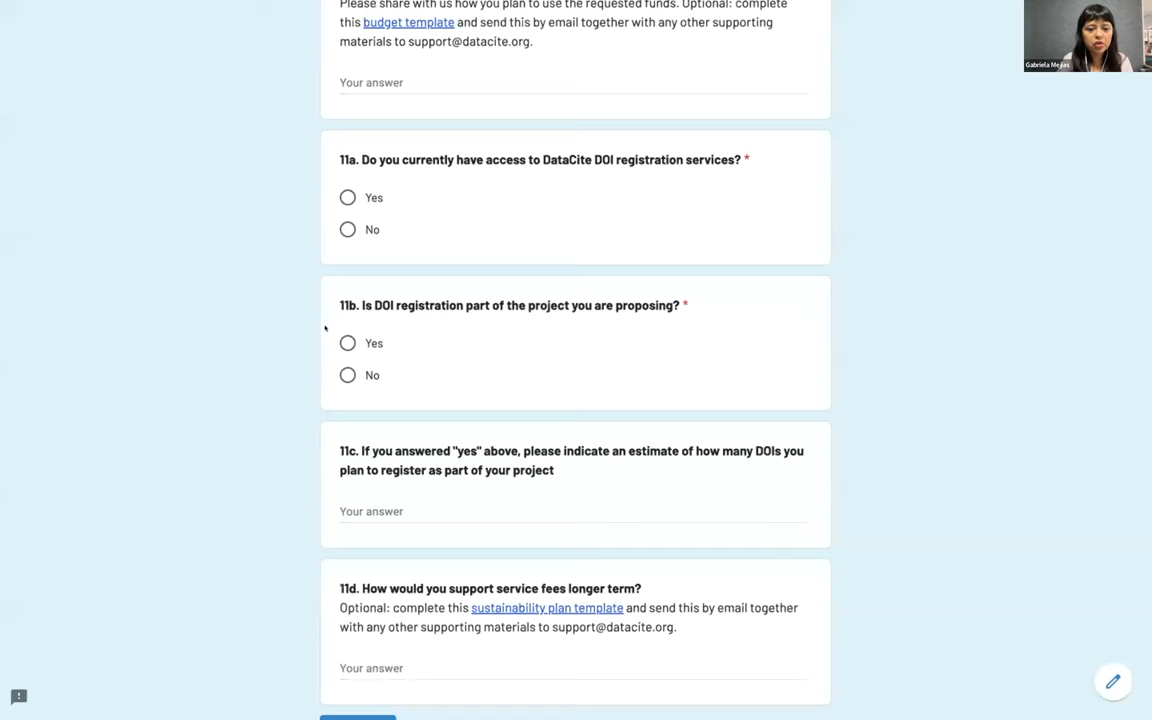 Please share with us how you plan to use the requested funds. Optional: complete
this budget template and send this by email together with any other supporting
materials to support@datacite.org.
Your answer
11a. Do you currently have access to DataCite DOI registration services? *
Yes
No
11b. Is DOI registration part of the project you are proposing? *
Yes
No
11c. If you answered "yes" above, please indicate an estimate of how many DOIs you
plan to register as part of your project
Your answer
11d. How would you support service fees longer term?
Optional: complete this sustainability plan template and send this by email together
with any other supporting materials to support@datacite.org.
Your answer
Gabriela Mejias